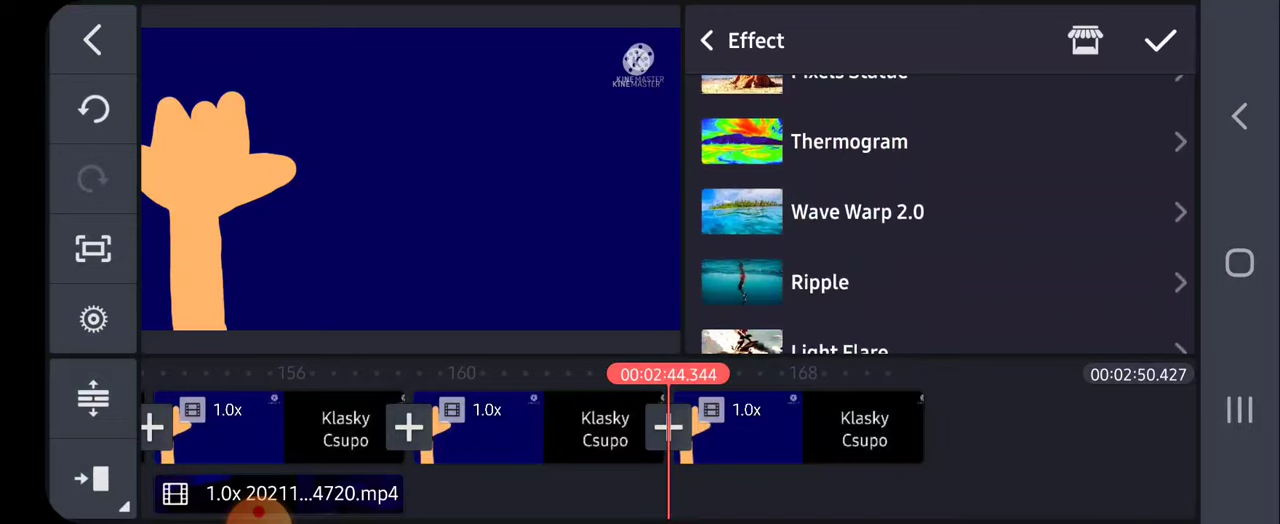 Effect
KINEMASTER
KINEMASTER
Pixels Statue
Thermogram
Wave Warp 2.0
Ripple
Light Flare
156
160
00:02:44.344
168
00:02:50.427
1.0x
Klasky
Csupo
1.0x
Klasky
Csupo
1.0x
Klasky
Csupo
1.0x 20211...4720.mp4